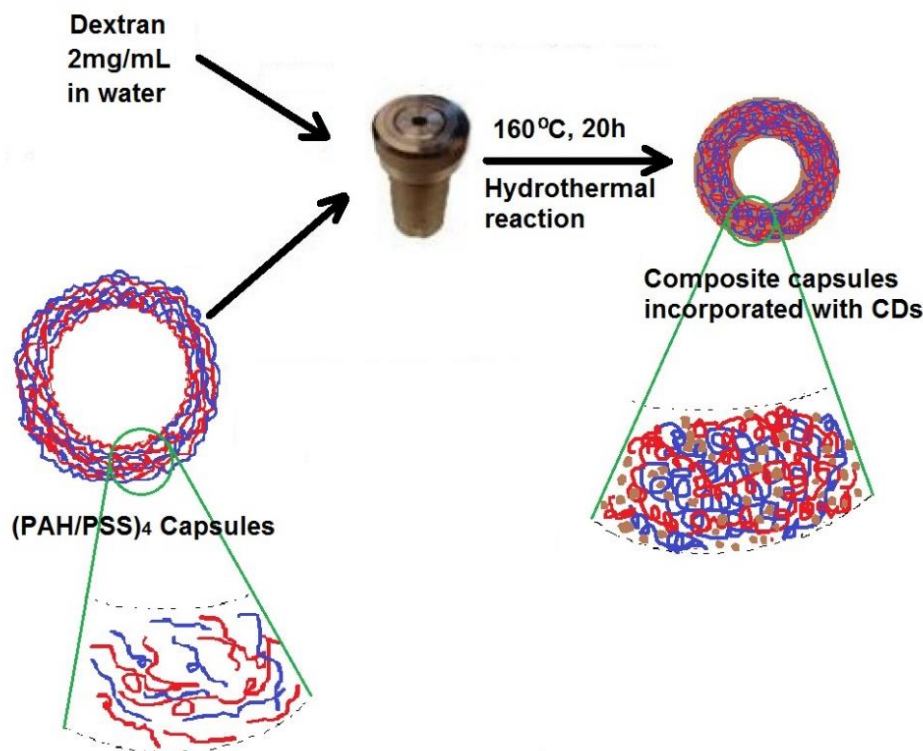 Dextran
2mg/mL
in water
160°C, 20h
Hydrothermal
reaction
Composite capsules
incorporated with CDs
(PAH/PSS)₄ Capsules